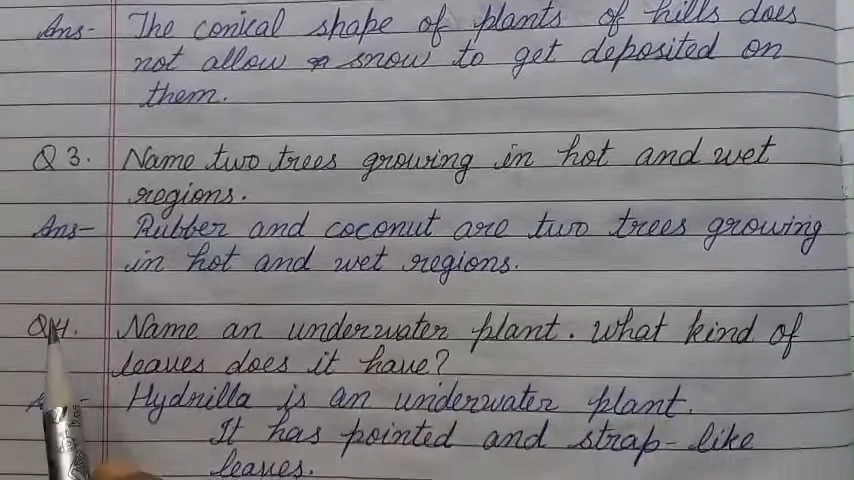 Ans- The conical shape of plants of hills does
not allow snow to get deposited on
them.
Q3. Name two trees growing in hot and wet
regions.
Ans- Rubber and coconut are two trees growing
in hot and wet regions.
Q4. Name an underwater plant. What kind of
leaves does it have?
Hydrilla is an underwater plant.
It has pointed and strap-like
leaves.